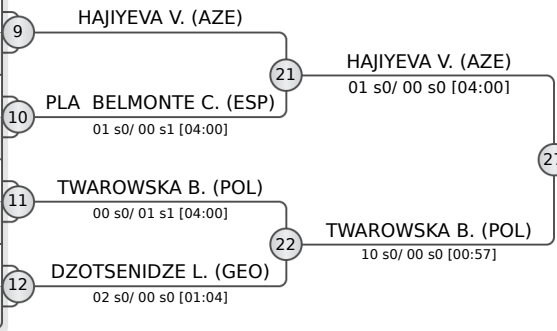 9
HAJIYEVA V. (AZE)
21
HAJIYEVA V. (AZE)
01 s0/ 00 s0 [04:00]
10
PLA  BELMONTE C. (ESP)
01 s0/ 00 s1 [04:00]
11
TWAROWSKA B. (POL)
00 s0/ 01 s1 [04:00]
22
TWAROWSKA B. (POL)
10 s0/ 00 s0 [00:57]
12
DZOTSENIDZE L. (GEO)
02 s0/ 00 s0 [01:04]